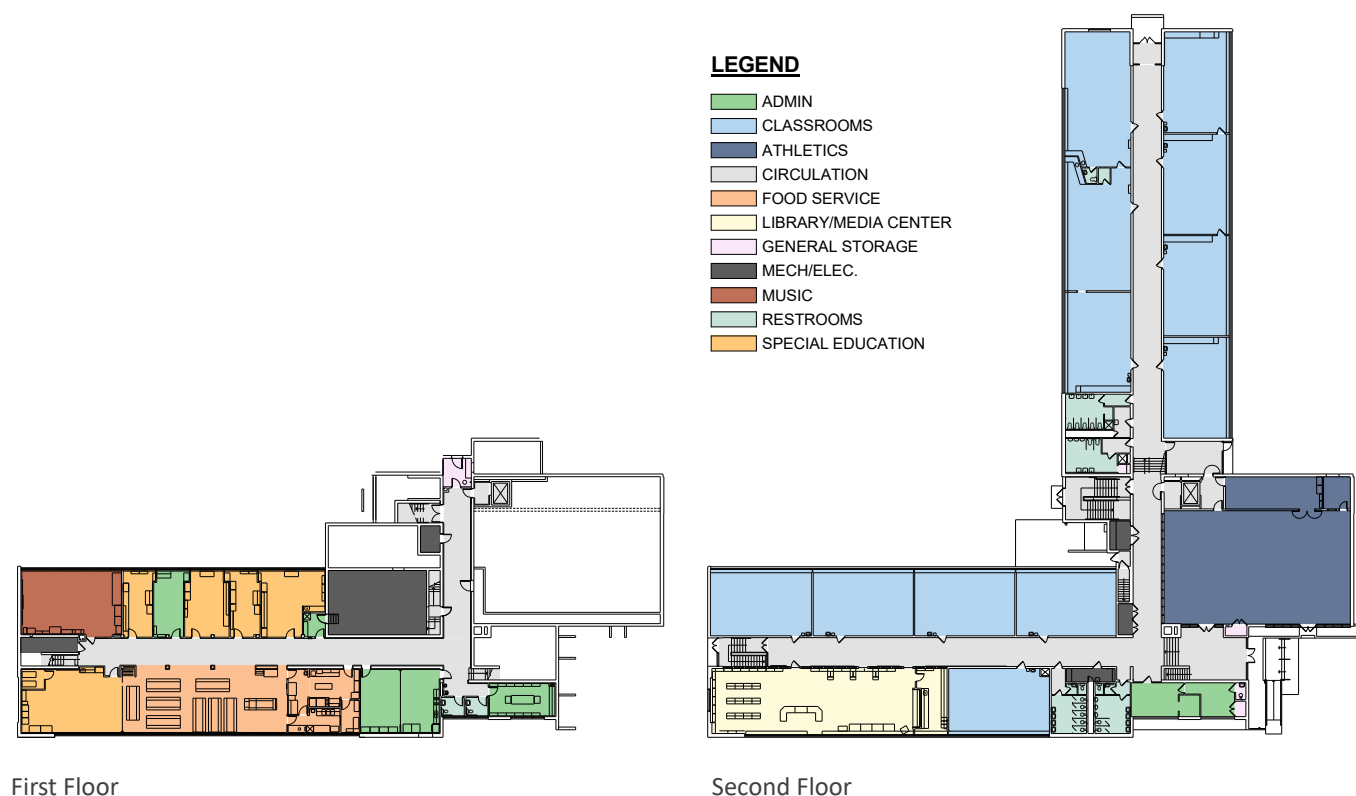 LEGEND
ADMIN
CLASSROOMS
ATHLETICS
CIRCULATION
FOOD SERVICE
LIBRARY/MEDIA CENTER
GENERAL STORAGE
MECH/ELEC.
MUSIC
RESTROOMS
SPECIAL EDUCATION
First Floor
Second Floor